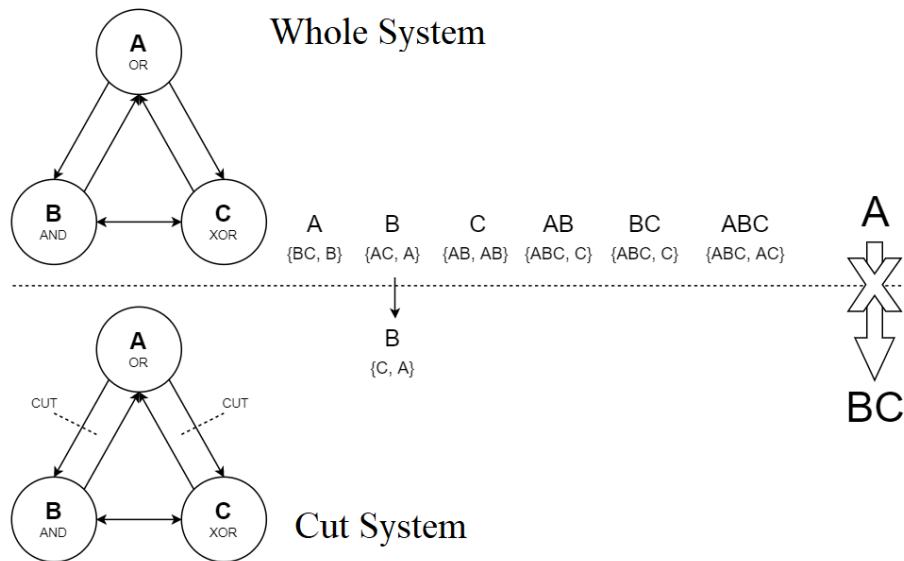 Whole System
A
OR
B
AND
C
XOR
A B C AB BC ABC
{BC, B} {AC, A} {AB, AB} {ABC, C} {ABC, C} {ABC, AC}
A
X
B
{C, A}
BC
A
OR
CUT
CUT
B
AND
C
XOR
Cut System